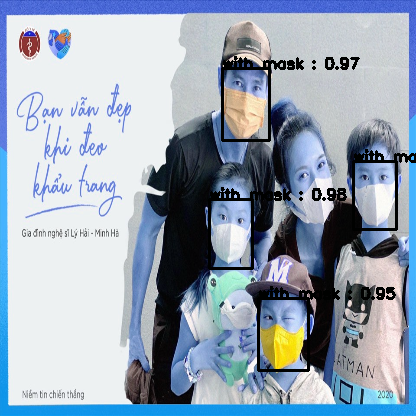 with_mask : 0.97
Bạn vẫn đẹp
khi đeo
khẩu trang
with_ma
with_mask : 0.98
Gia đình nghệ sĩ Lý Hải - Minh Hà
M
with_mask : 0.95
BATMAN
Niềm tin chiến thắng
2020